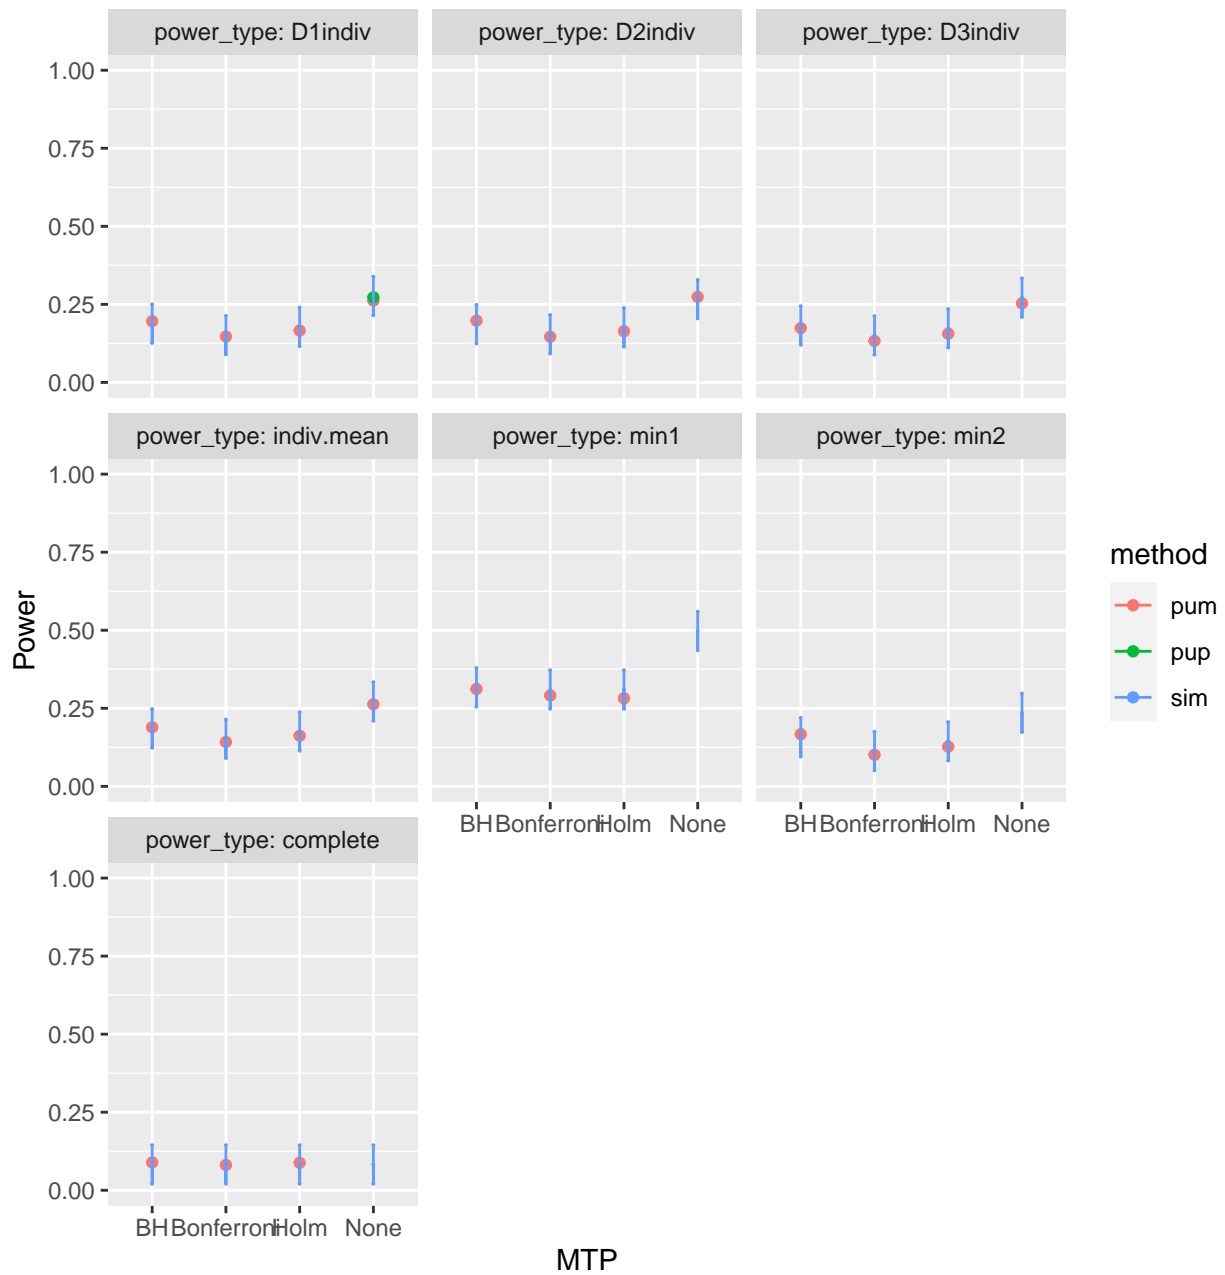 power_type: D1indiv
power_type: D2indiv
power_type: D3indiv
1.00
0.75
0.50
0.25
0.00
power_type: indiv.mean
power_type: min1
power_type: min2
1.00
0.75
0.50
0.25
0.00
BH Bonferroni Holm None
BH Bonferroni Holm None
power_type: complete
1.00
0.75
0.50
0.25
0.00
BH Bonferroni Holm None
MTP
Power
method
pum
pup
sim